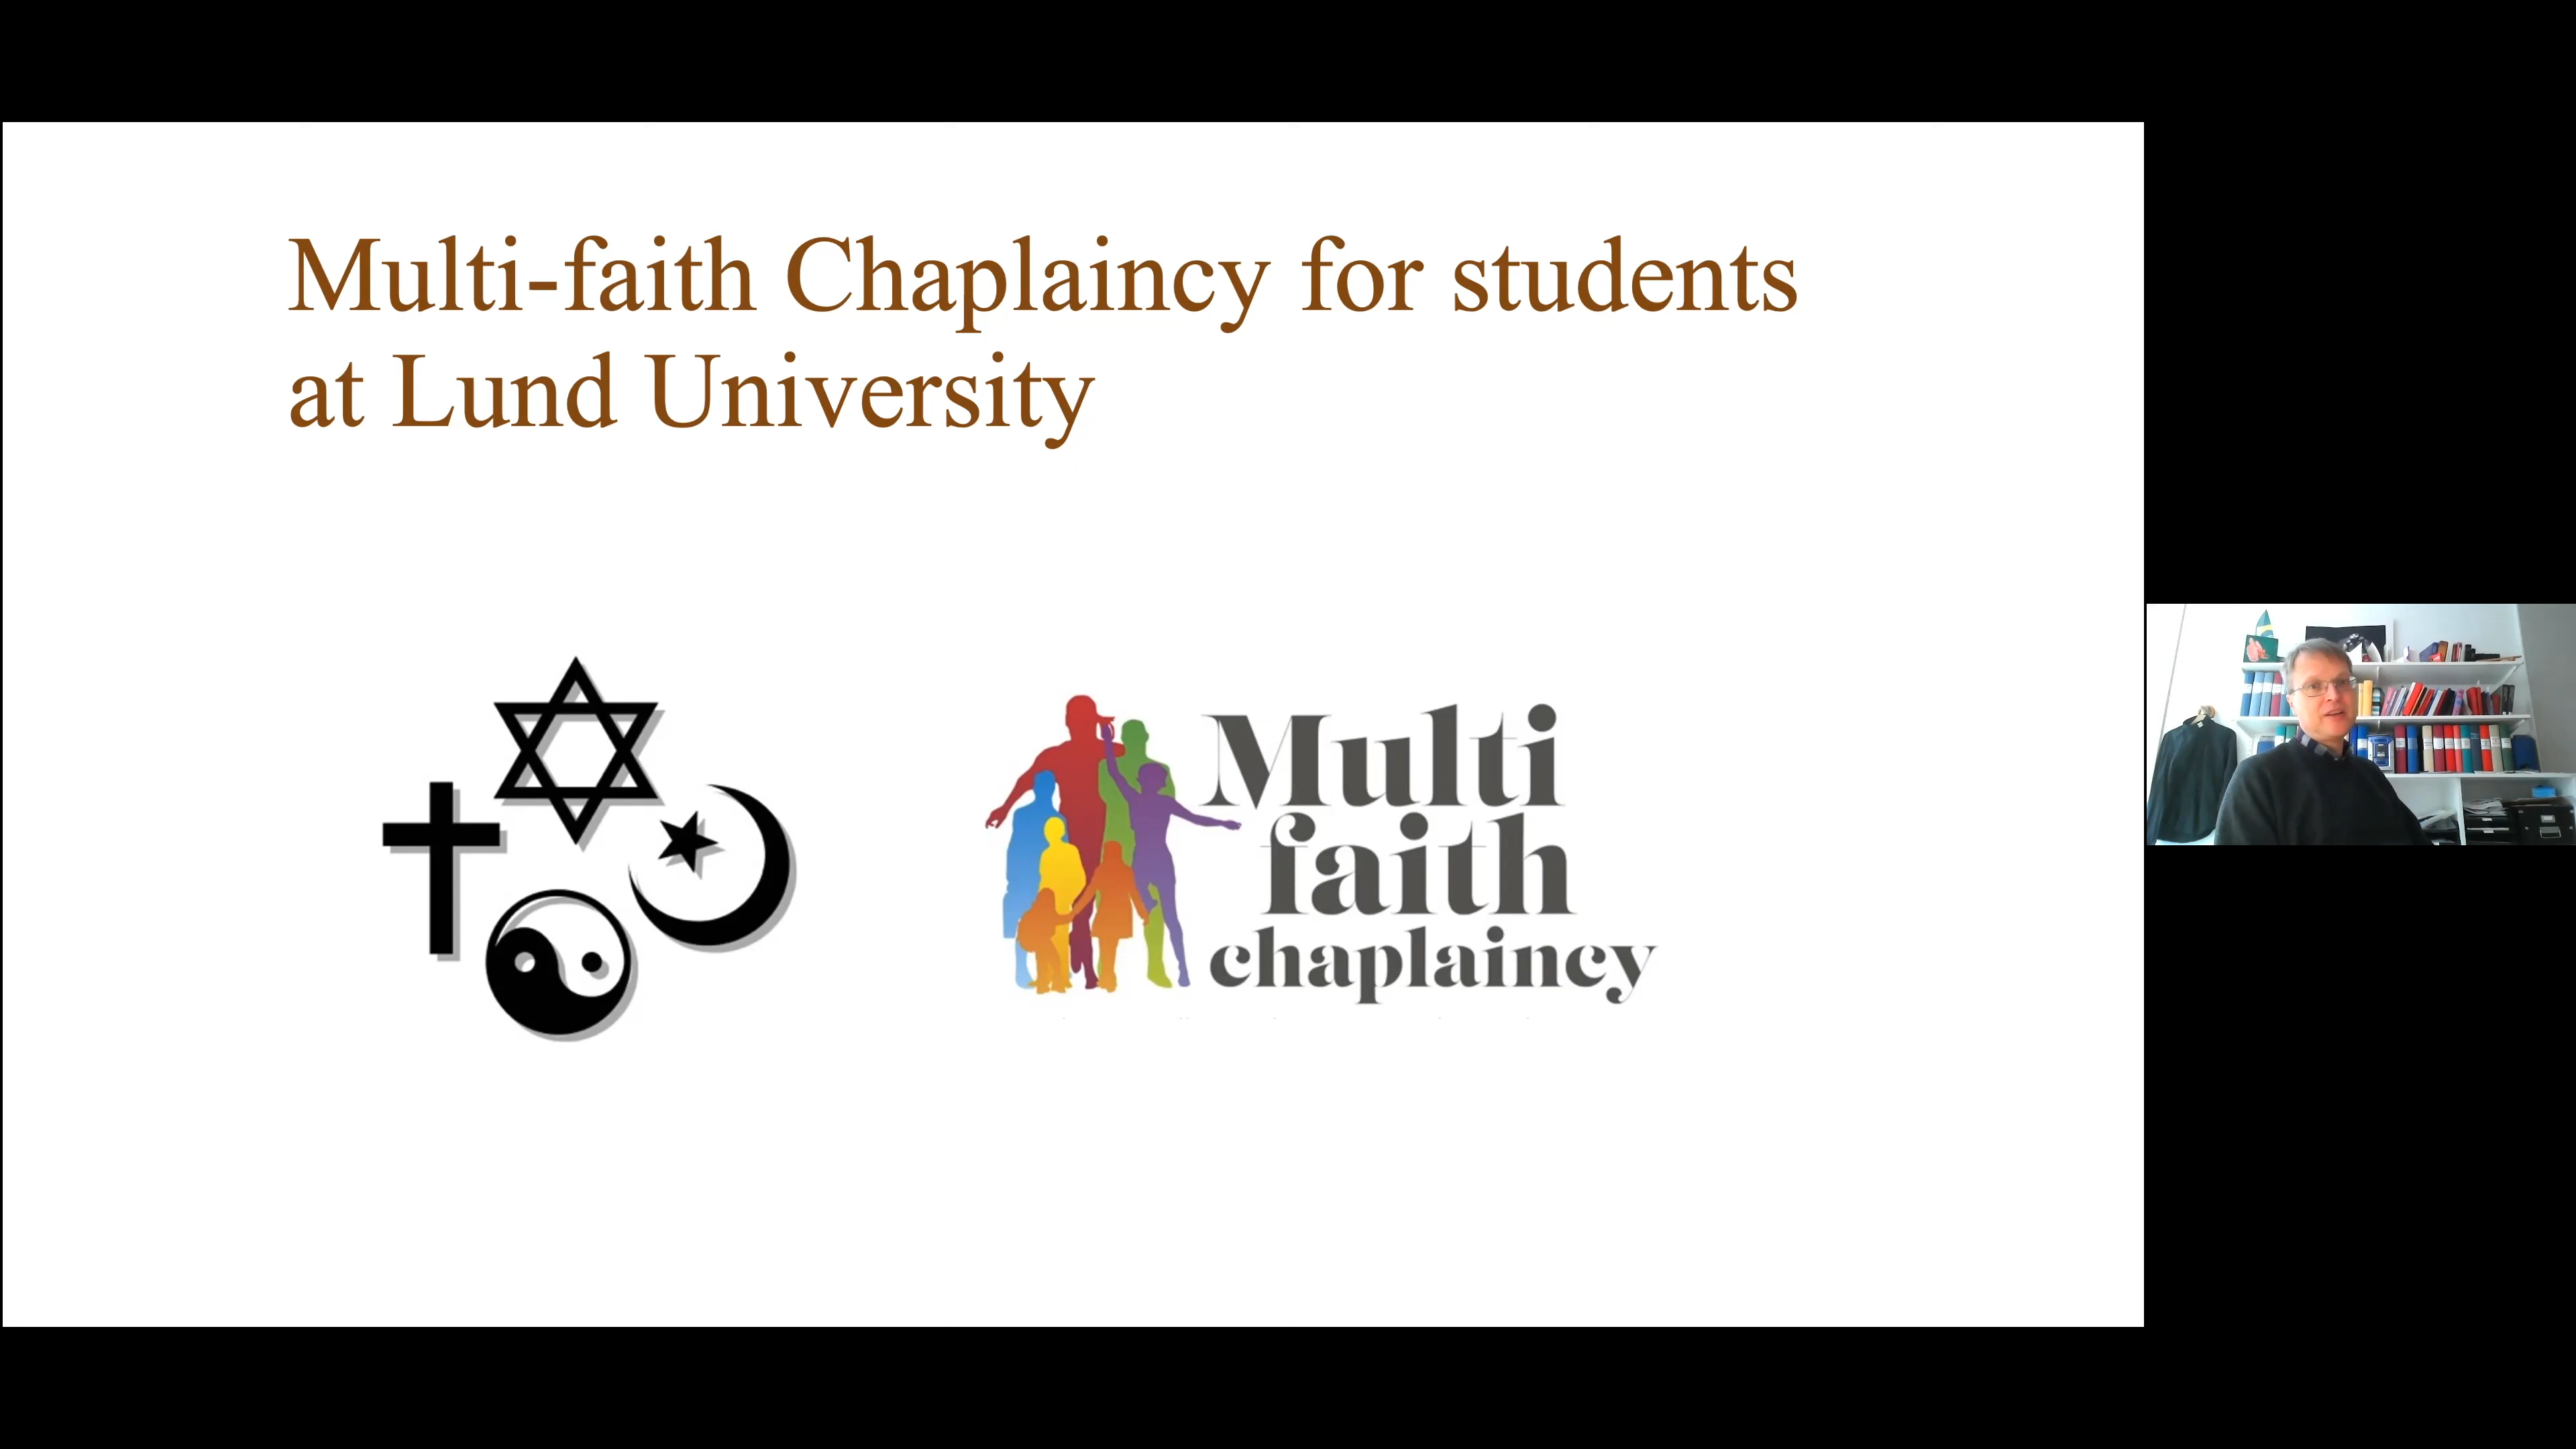 Multi-faith Chaplaincy for students
at Lund University
Multi
faith
chaplaincy